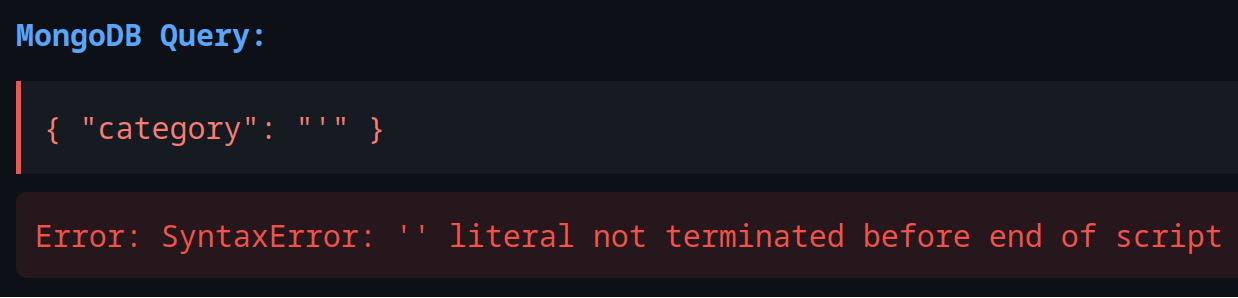 MongoDB Query:
{ "category": "'" }
Error: SyntaxError: '' literal not terminated before end of script